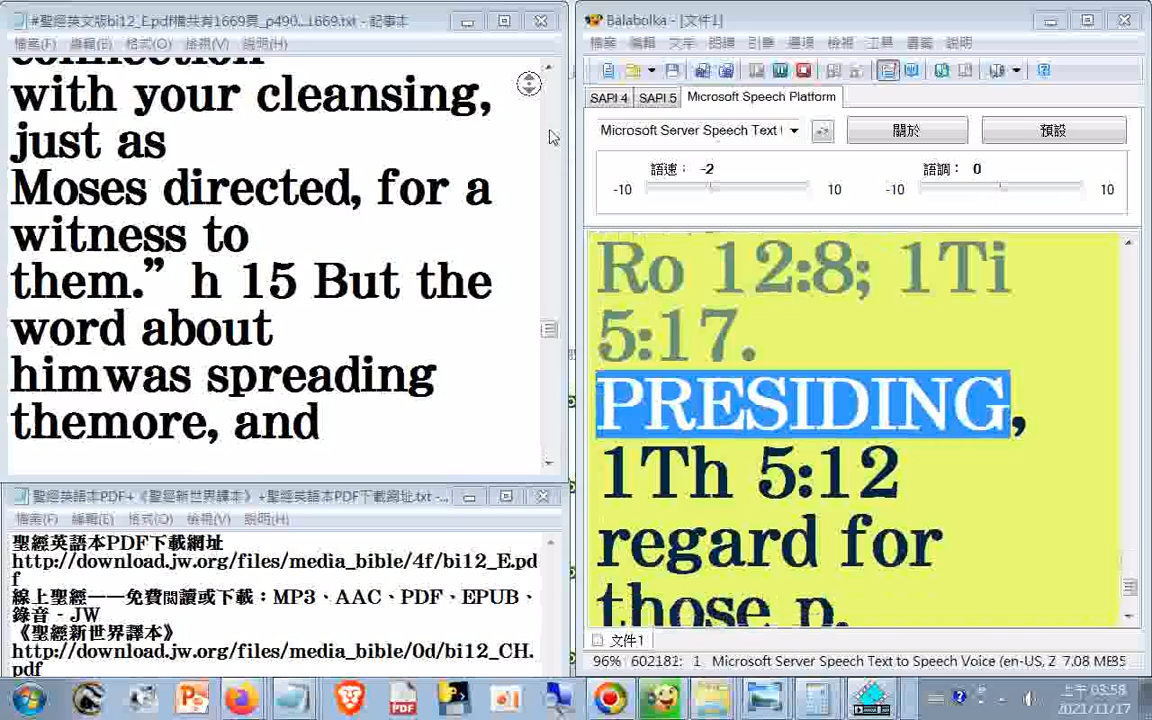 #聖經英文版bi12_E.pdf檔共有1669頁_p490...1669.txt - 記事本
檔案(F) 編輯(E) 格式(O) 檢視(V) 說明(H)
connection
with your cleansing,
just as
Moses directed, for a
witness to
them.” h 15 But the
word about
himwas spreading
themore, and
聖經英語本PDF+《聖經新世界譯本》+聖經英語本PDF下載網址.txt - ...
檔案(F) 編輯(E) 格式(O) 檢視(V) 說明(H)
聖經英語本PDF下載網址
http://download.jw.org/files/media_bible/4f/bi12_E.pd
f
線上聖經——免費閱讀或下載：MP3、AAC、PDF、EPUB、
錄音 - JW
《聖經新世界譯本》
http://download.jw.org/files/media_bible/0d/bi12_CH.
pdf
Balabolka - [文件1]
檔案 編輯 文字 朗讀 引擎 選項 檢視 工具 書籤 說明
SAPI 4 SAPI 5 Microsoft Speech Platform
Microsoft Server Speech Text 關於 預設
語速： -2 語調： 0
-10 10 -10 10
Ro 12:8; 1Ti
5:17.
PRESIDING,
1Th 5:12
regard for
those p.
文件1
96% 602182: 1 Microsoft Server Speech Text to Speech Voice (en-US, Z 7.08 MB
上午 03:58
2021/11/17